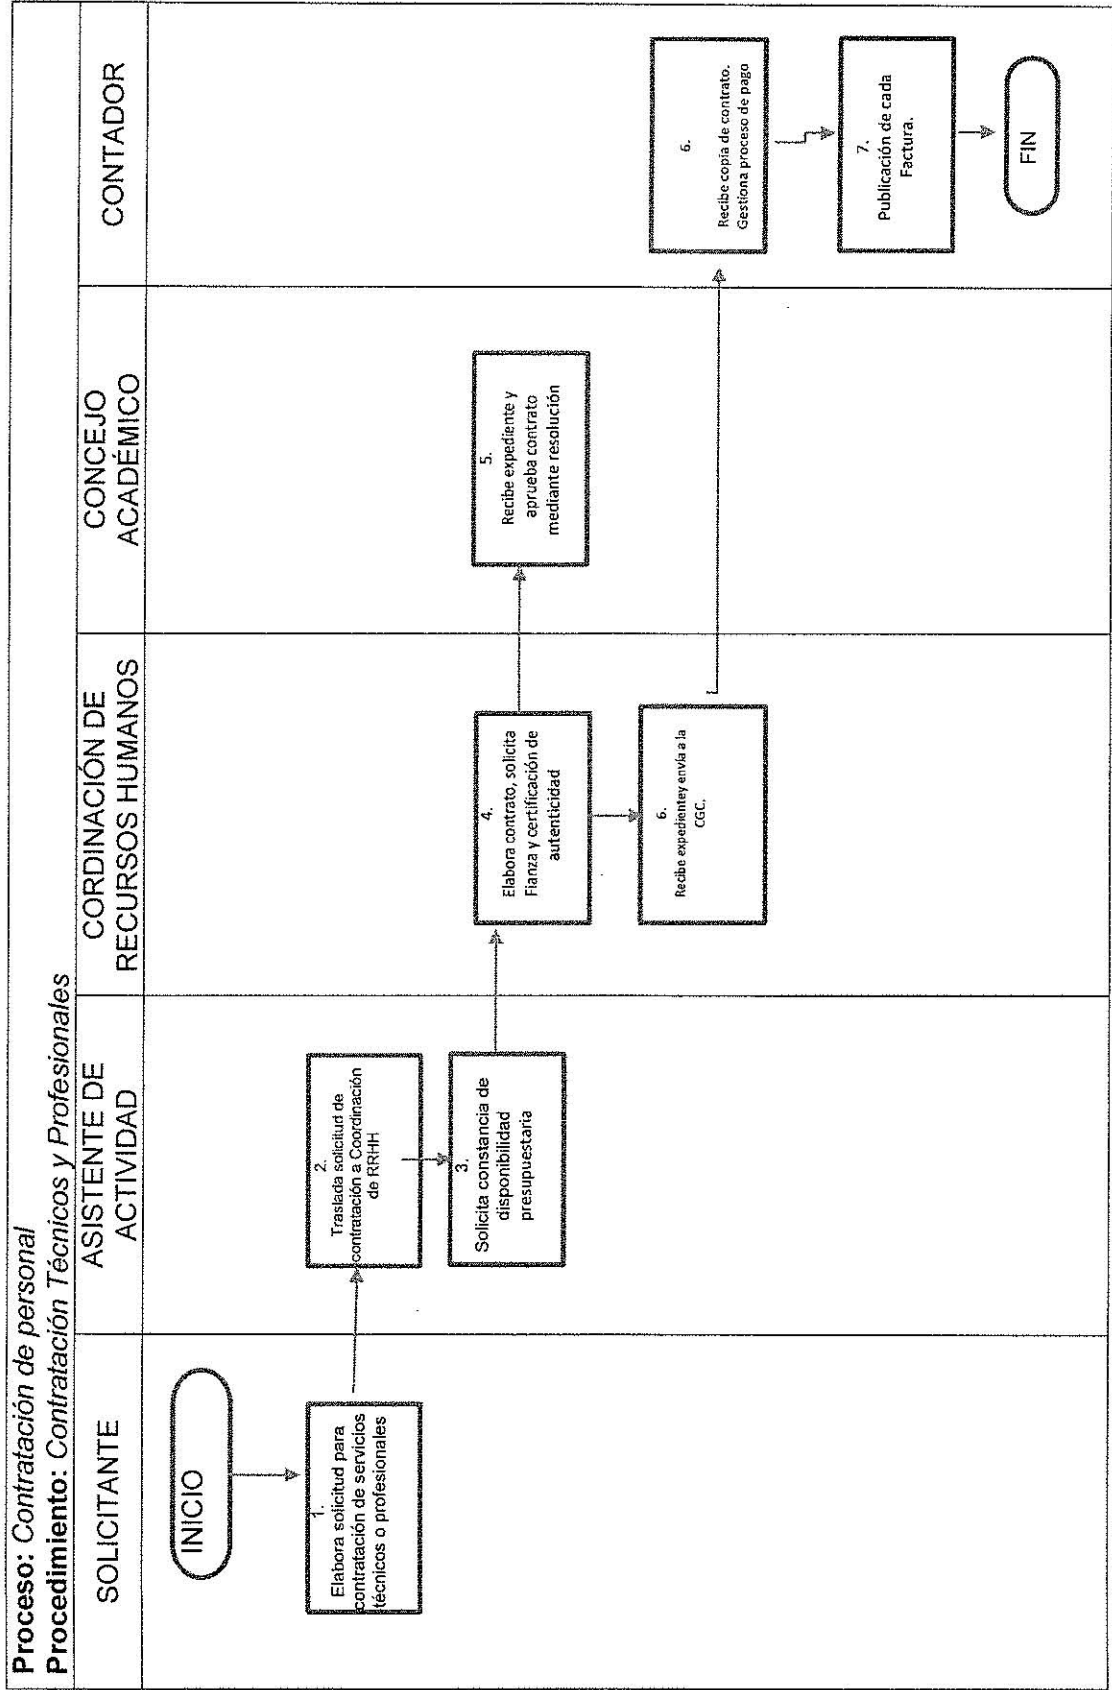 Proceso: Contratación de personal
Procedimiento: Contratación Técnicos y Profesionales
SOLICITANTE
ASISTENTE DE
ACTIVIDAD
CORDINACIÓN DE
RECURSOS HUMANOS
CONCEJO
ACADÉMICO
CONTADOR
INICIO
1.
Elabora solicitud para
contratación de servicios
técnicos o profesionales
2.
Traslada solicitud de
contratación a Coordinación
de RRHH
3.
Solicita constancia de
disponibilidad
presupuestaria
4.
Elabora contrato, solicita
Fianza y certificación de
autenticidad
5.
Recibe expediente y
aprueba contrato
mediante resolución
6.
Recibe expedientey envía a la
CGC.
6.
Recibe copia de contrato.
Gestiona proceso de pago
7.
Publicación de cada
Factura.
FIN